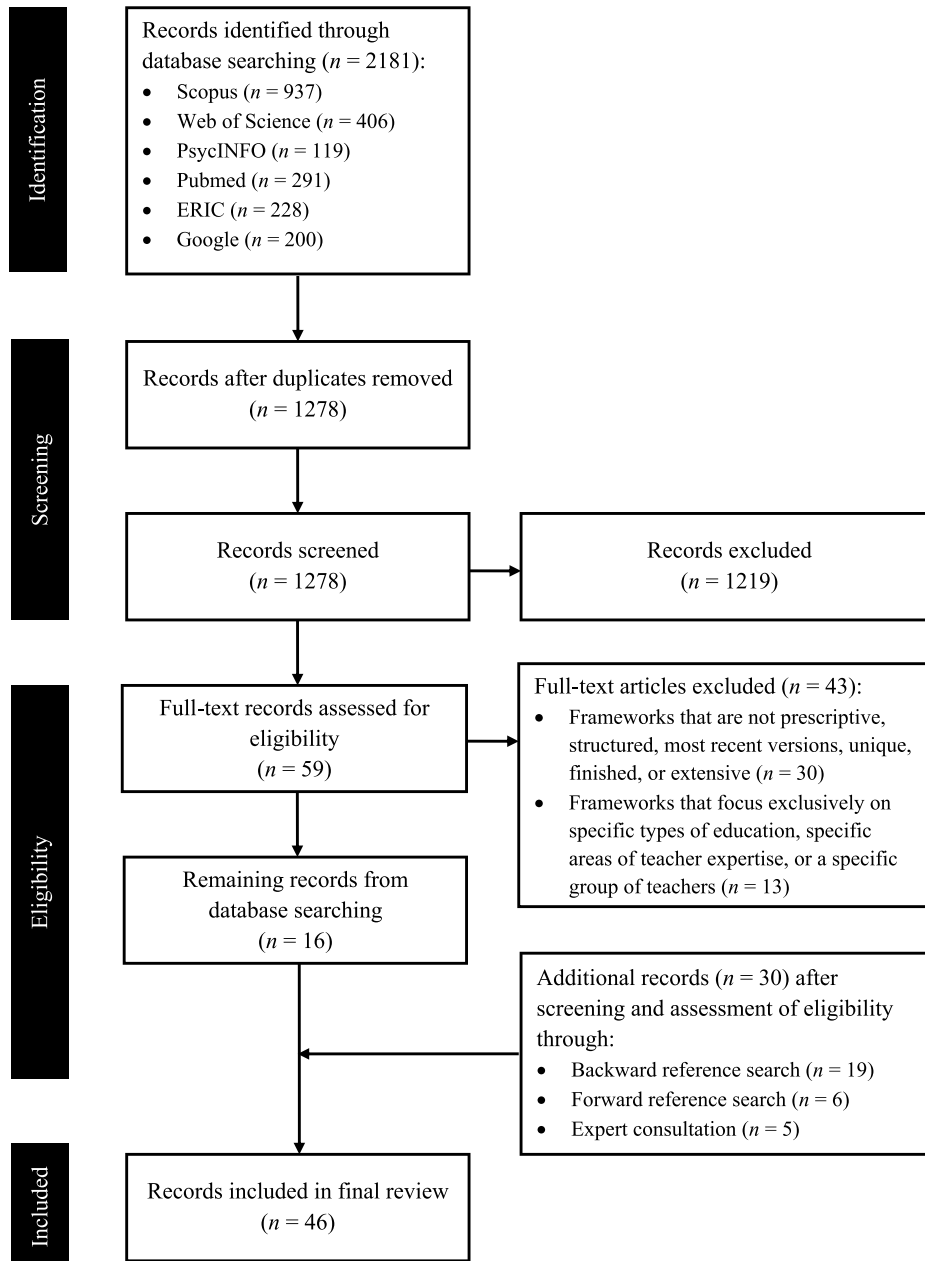 Identification
Records identified through
database searching (n = 2181):
• Scopus (n = 937)
• Web of Science (n = 406)
• PsycINFO (n = 119)
• Pubmed (n = 291)
• ERIC (n = 228)
• Google (n = 200)
Screening
Records after duplicates removed
(n = 1278)
Records screened
(n = 1278)
Records excluded
(n = 1219)
Eligibility
Full-text records assessed for
eligibility
(n = 59)
Full-text articles excluded (n = 43):
• Frameworks that are not prescriptive,
structured, most recent versions, unique,
finished, or extensive (n = 30)
• Frameworks that focus exclusively on
specific types of education, specific
areas of teacher expertise, or a specific
group of teachers (n = 13)
Remaining records from
database searching
(n = 16)
Additional records (n = 30) after
screening and assessment of eligibility
through:
• Backward reference search (n = 19)
• Forward reference search (n = 6)
• Expert consultation (n = 5)
Included
Records included in final review
(n = 46)